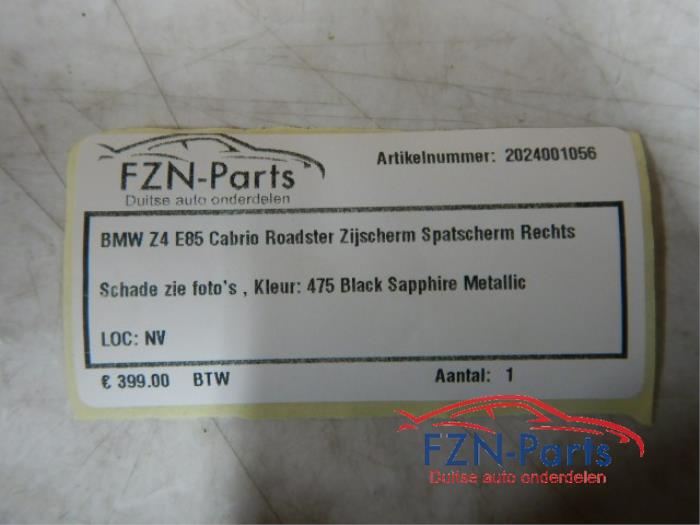 FZN-Parts
Duitse auto onderdelen
Artikelnummer: 2024001056
BMW Z4 E85 Cabrio Roadster Zijscherm Spatscherm Rechts
Schade zie foto's , Kleur: 475 Black Sapphire Metallic
LOC: NV
€ 399.00 BTW
Aantal: 1
FZN-Parts
Duitse auto onderdelen